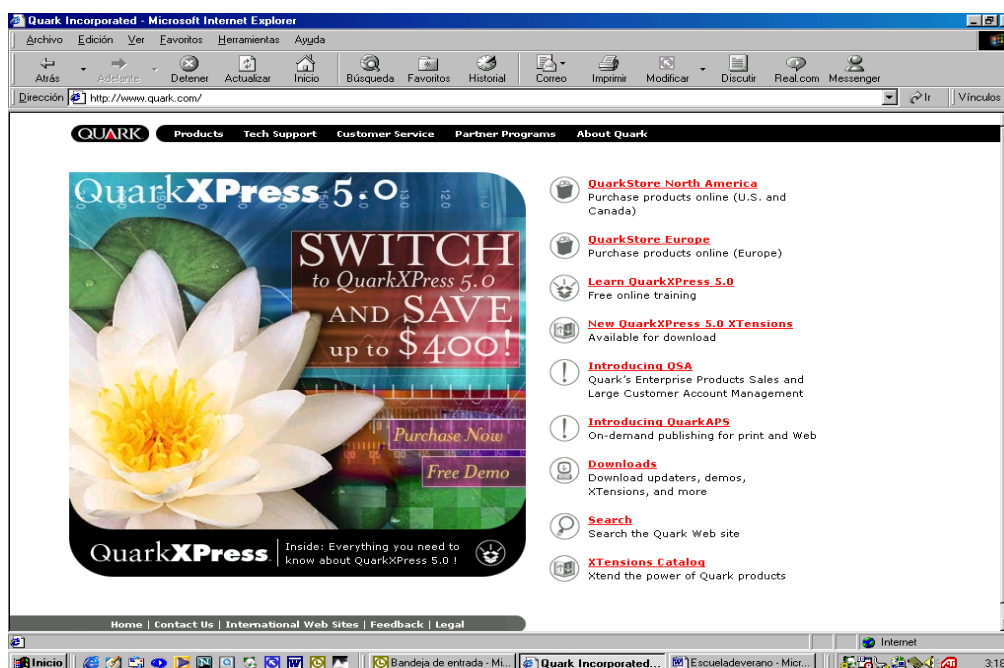 Quark Incorporated - Microsoft Internet Explorer
Archivo Edición Ver Favoritos Herramientas Ayuda
Atrás Adelante Detener Actualizar Inicio Búsqueda Favoritos Historial Correo Imprimir Modificar Discutir Real.com Messenger
Dirección http://www.quark.com/ Ir Vínculos
QUARK Products Tech Support Customer Service Partner Programs About Quark
QuarkXPress 5.0
SWITCH
to QuarkXPress 5.0
AND SAVE
up to $400!
Purchase Now
Free Demo
QuarkXPress
Inside: Everything you need to
know about QuarkXPress 5.0 !
QuarkStore North America
Purchase products online (U.S. and
Canada)
QuarkStore Europe
Purchase products online (Europe)
Learn QuarkXPress 5.0
Free online training
New QuarkXPress 5.0 XTensions
Available for download
Introducing QSA
Quark's Enterprise Products Sales and
Large Customer Account Management
Introducing QuarkAPS
On-demand publishing for print and Web
Downloads
Download updaters, demos,
XTensions, and more
Search
Search the Quark Web site
XTensions Catalog
Xtend the power of Quark products
Home | Contact Us | International Web Sites | Feedback | Legal
Internet
Inicio Bandeja de entrada - Mi... Quark Incorporated... Escueladeverano - Micr...